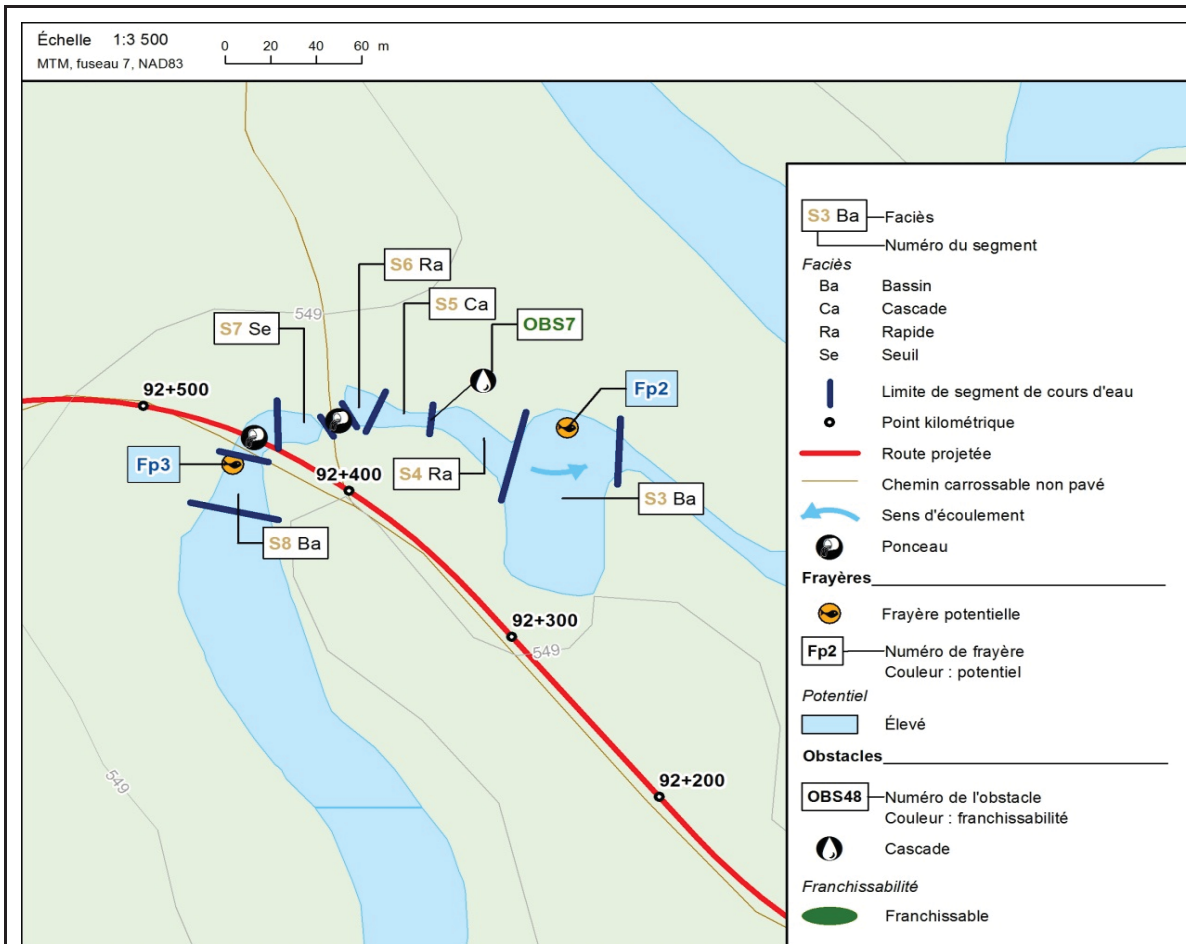 Échelle 1:3 500
MTM, fuseau 7, NAD83
0 20 40 60 m
S6 Ra
S5 Ca
549
S7 Se
OBS7
92+500
Fp2
Fp3
92+400
S4 Ra
S3 Ba
S8 Ba
92+300
549
549
92+200
S3 Ba
Faciès
Numéro du segment
Faciès
Ba Bassin
Ca Cascade
Ra Rapide
Se Seuil
Limite de segment de cours d'eau
Point kilométrique
Route projetée
Chemin carrossable non pavé
Sens d'écoulement
Ponceau
Frayères
Frayère potentielle
Fp2
Numéro de frayère
Couleur : potentiel
Potentiel
Élevé
Obstacles
OBS48
Numéro de l'obstacle
Couleur : franchissabilité
Cascade
Franchissabilité
Franchissable